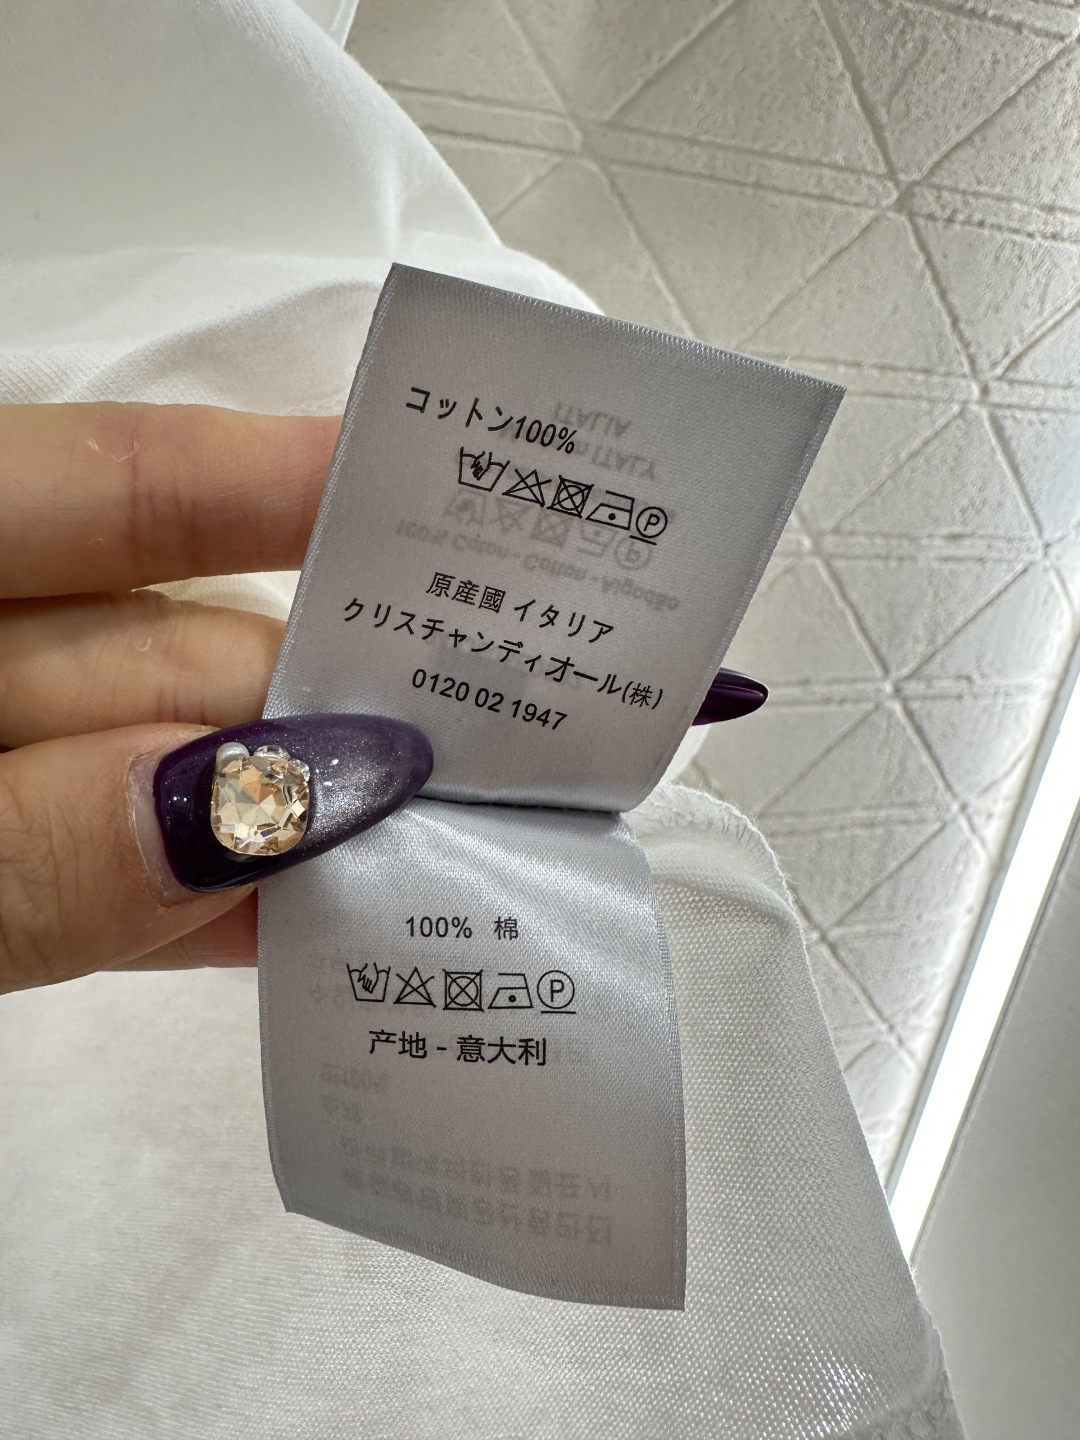 コットン100%
P
原産國 イタリア
クリスチャンディオール(株)
0120 02 1947
100% 棉
P
产地 - 意大利